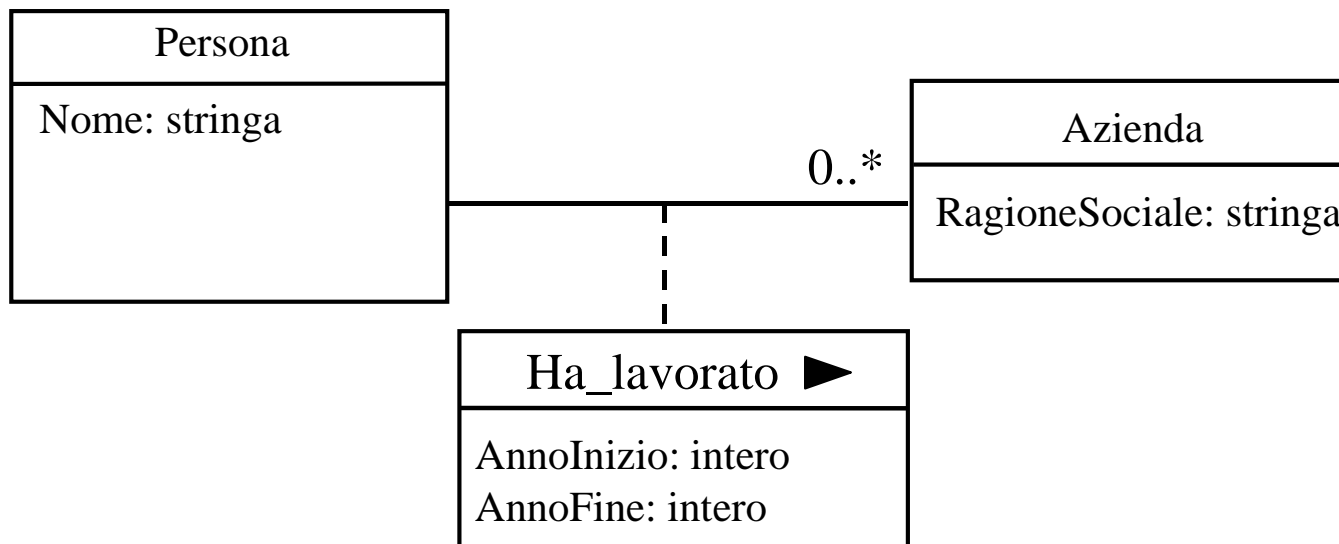 Persona
Nome: stringa
0..*
Azienda
RagioneSociale: stringa
Ha_lavorato
AnnoInizio: intero
AnnoFine: intero